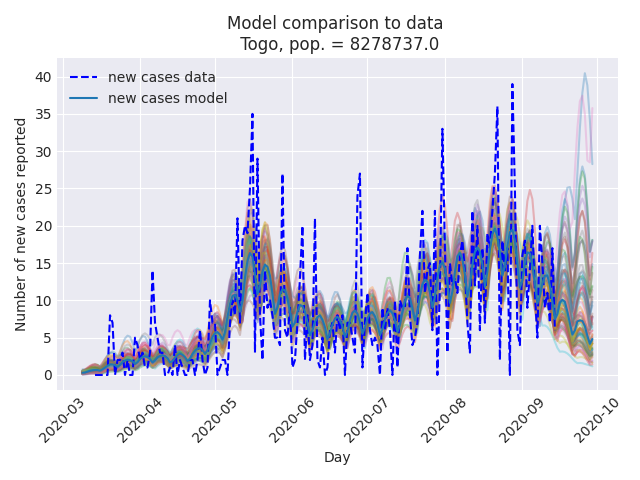 Model comparison to data
Togo, pop. = 8278737.0
new cases data
new cases model
Number of new cases reported
40
35
30
25
20
15
10
5
0
2020-03
2020-04
2020-05
2020-06
2020-07
2020-08
2020-09
2020-10
Day